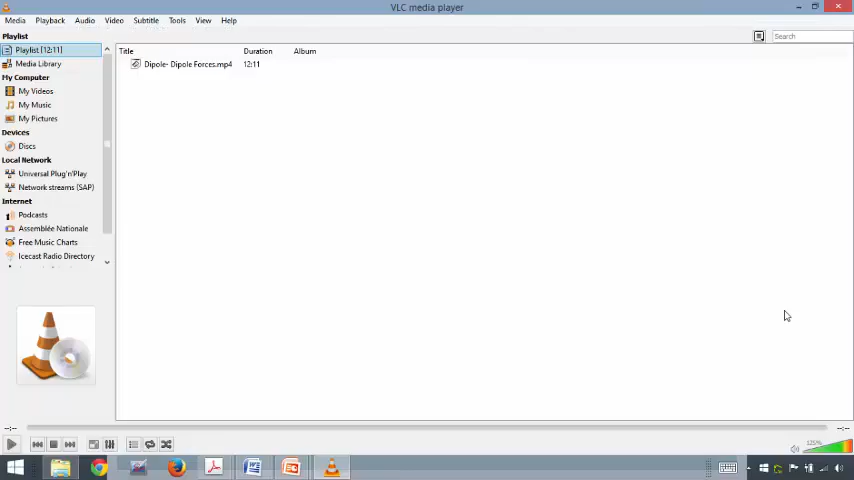 VLC media player
Media Playback Audio Video Subtitle Tools View Help
Playlist
Search
Playlist [12:11]
Media Library
My Computer
My Videos
My Music
My Pictures
Devices
Discs
Local Network
Universal Plug'n'Play
Network streams (SAP)
Internet
Podcasts
Assemblée Nationale
Free Music Charts
Icecast Radio Directory
Title Duration Album
Dipole- Dipole Forces.mp4 12:11
--:-- --:--
125%